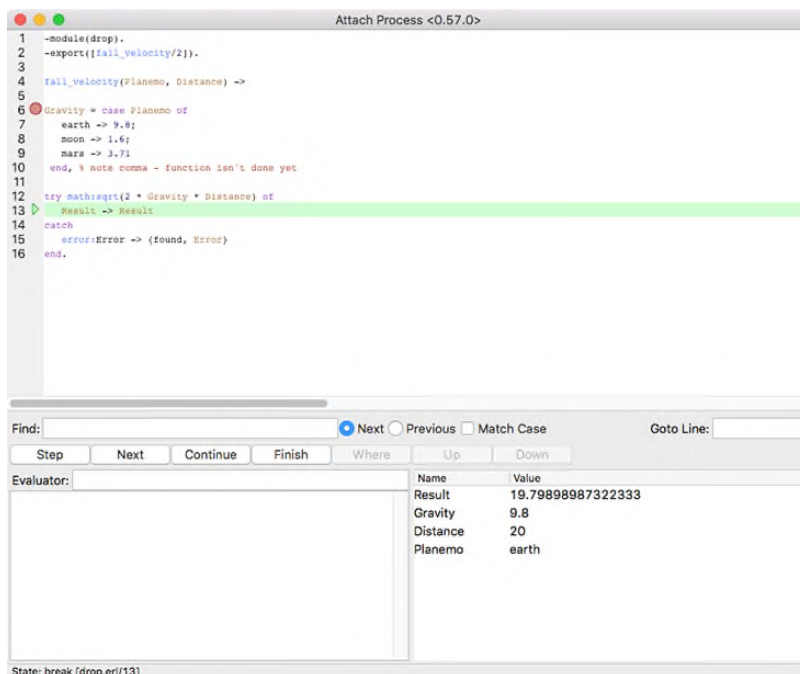 Attach Process <0.57.0>
1 -module(drop).
2 -export([fall_velocity/2]).
3
4 fall_velocity(Planemo, Distance) ->
5
6 Gravity = case Planemo of
7 earth -> 9.8;
8 moon -> 1.6;
9 mars -> 3.71
10 end, % note comma - function isn't done yet
11
12 try math:sqrt(2 * Gravity * Distance) of
13 Result -> Result
14 catch
15 error:Error -> {found, Error}
16 end.
Find: Next Previous Match Case Goto Line:
Step Next Continue Finish Where Up Down
Evaluator:
Name Value
Result 19.79898987322333
Gravity 9.8
Distance 20
Planemo earth
State: break [drop.erl/13]